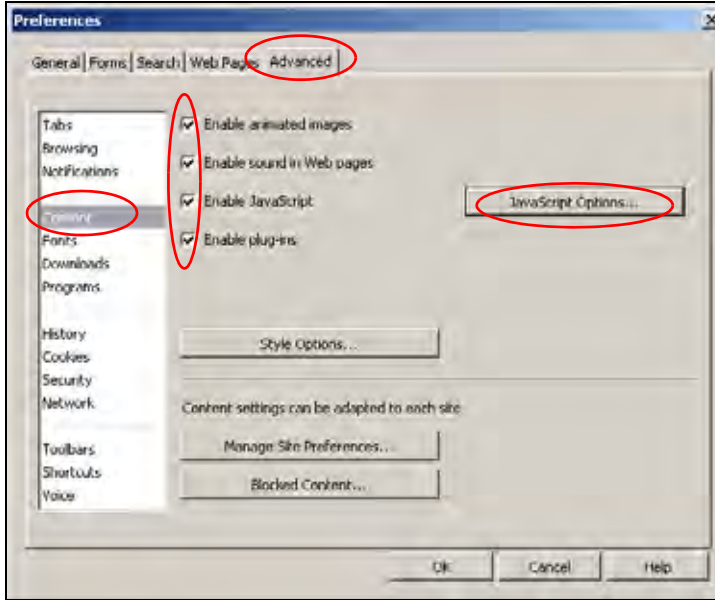 Preferences
General Forms Search Web Pages Advanced
Tabs
Browsing
Notifications
Content
Fonts
Downloads
Programs
History
Cookies
Security
Network
Toolbars
Shortcuts
Voice
Enable animated images
Enable sound in Web pages
Enable JavaScript
JavaScript Options...
Enable plug-ins
Style Options...
Content settings can be adapted to each site
Manage Site Preferences...
Blocked Content...
Ok Cancel Help